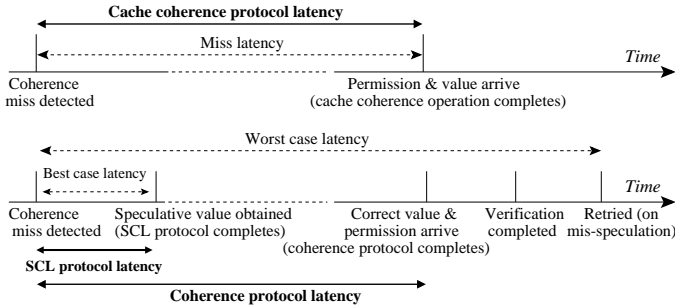 Cache coherence protocol latency
Miss latency
Time
Coherence
miss detected
Permission & value arrive
(cache coherence operation completes)
Worst case latency
Best case latency
Time
Coherence
miss detected
Speculative value obtained
(SCL protocol completes)
Correct value &
permission arrive
(coherence protocol completes)
Verification
completed
Retried (on
mis-speculation)
SCL protocol latency
Coherence protocol latency